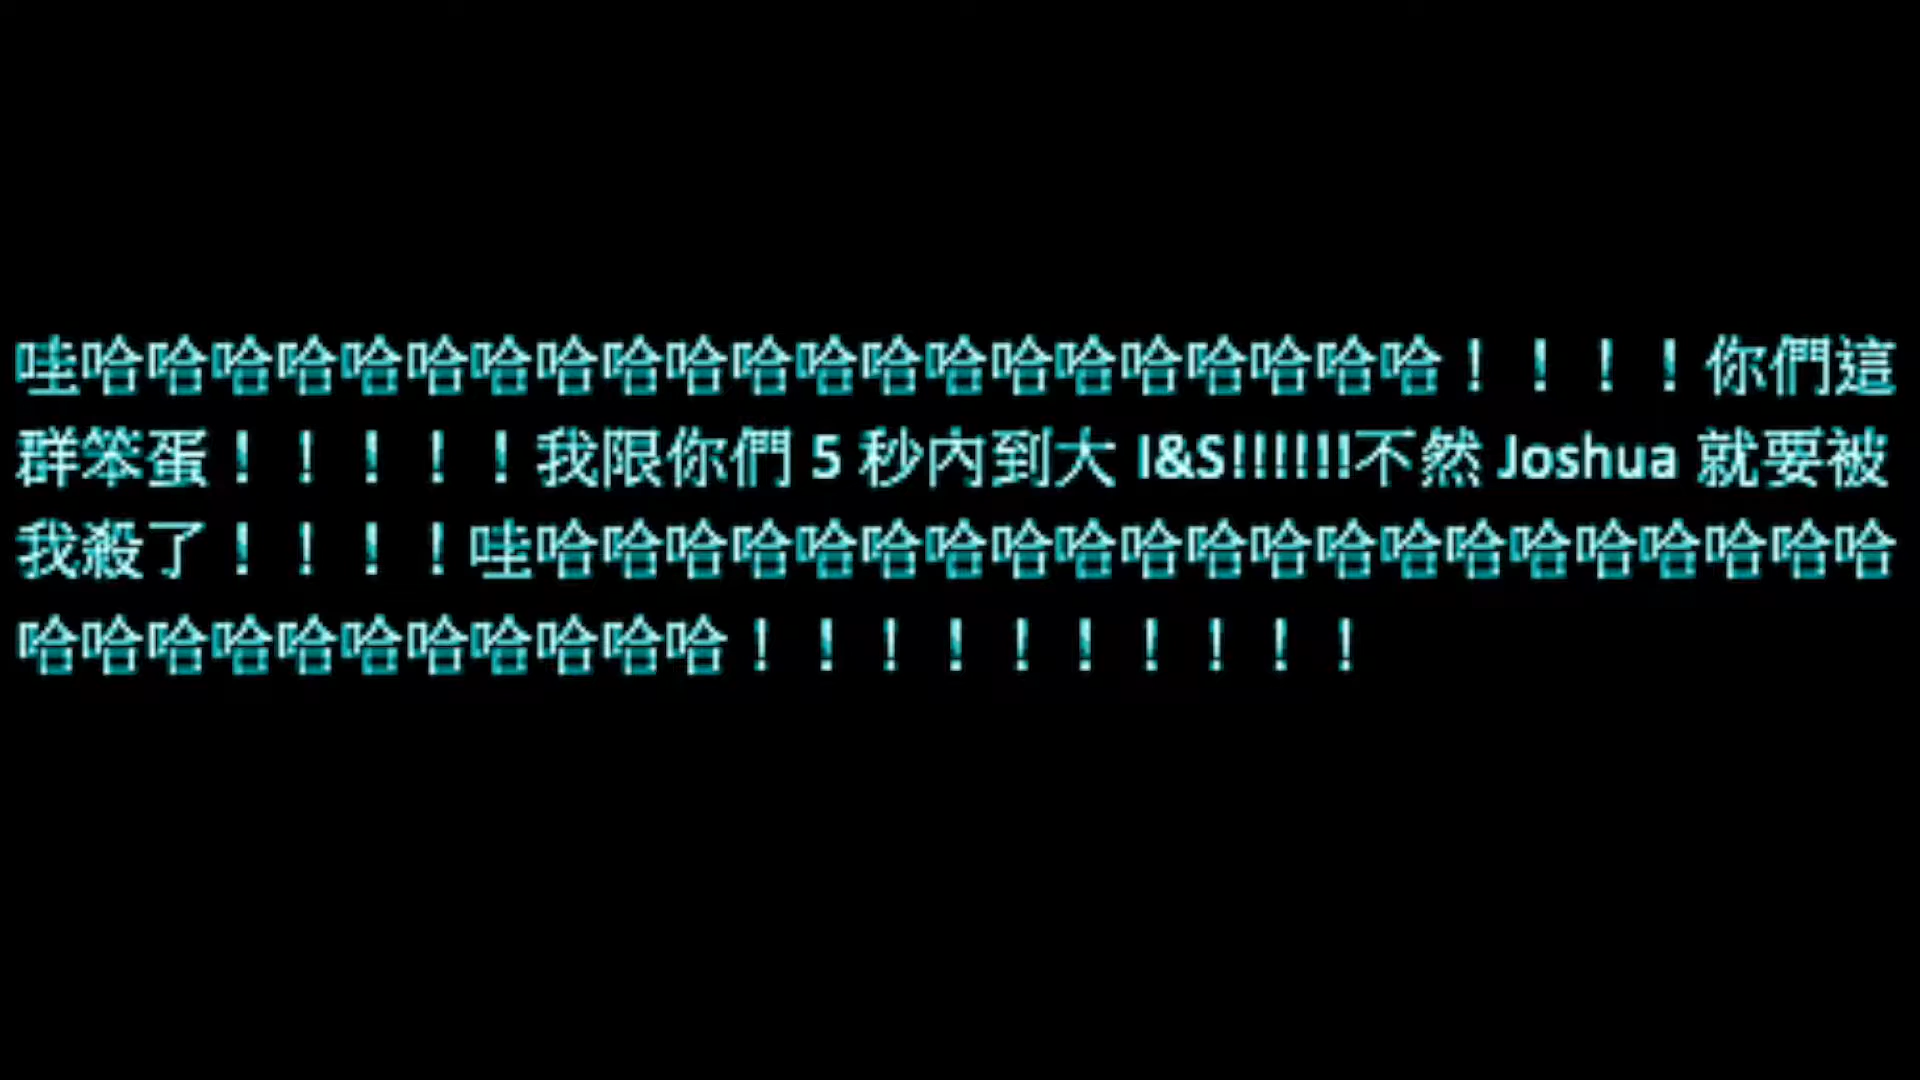 哇哈哈哈哈哈哈哈哈哈哈哈哈哈哈哈哈哈哈哈哈哈！！！！你們這
群笨蛋！！！！！我限你們 5 秒內到大 I&S!!!!!!不然 Joshua 就要被
我殺了！！！！哇哈哈哈哈哈哈哈哈哈哈哈哈哈哈哈哈哈哈哈哈哈
哈哈哈哈哈哈哈哈哈哈哈！！！！！！！！！！